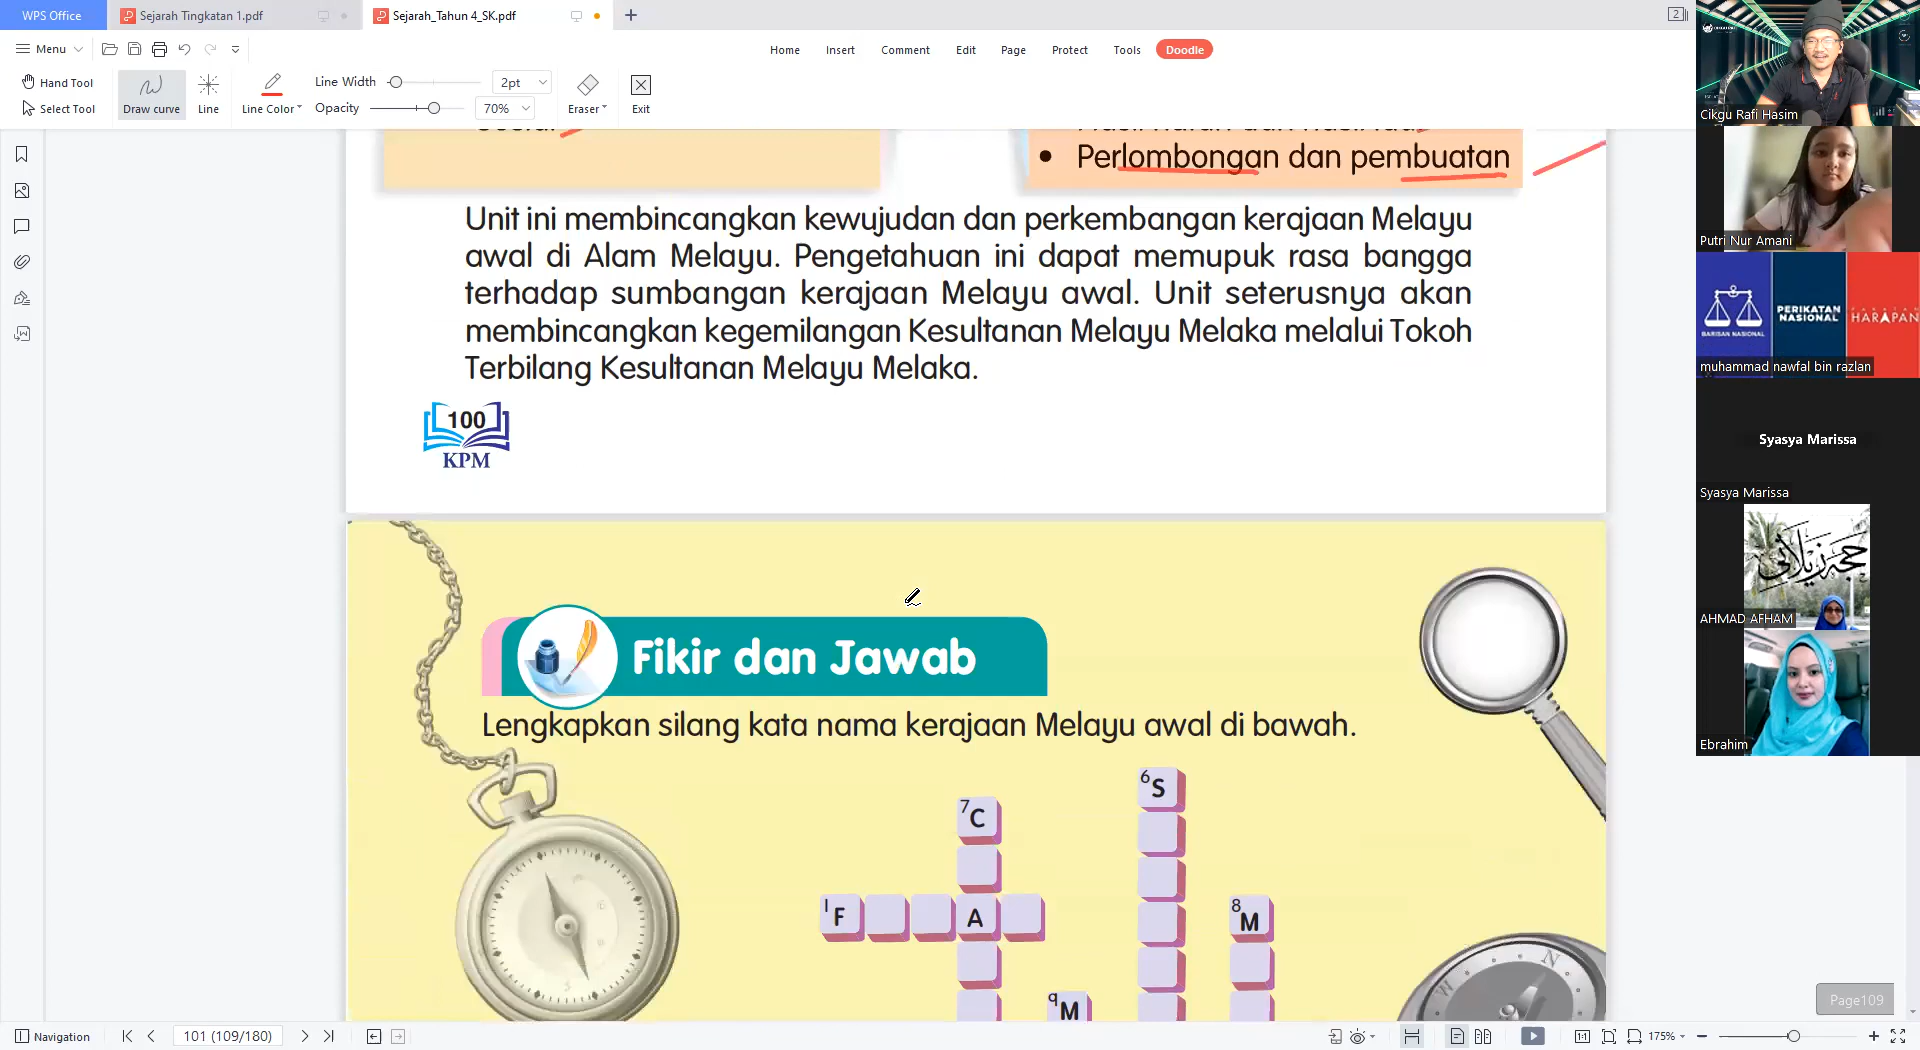 WPS Office
Sejarah Tingkatan 1.pdf
Sejarah_Tahun 4_SK.pdf
2
Menu
Home Insert Comment Edit Page Protect Tools Doodle
Hand Tool
Select Tool
Draw curve
Line
Line Color
Line Width
2pt
Opacity
70%
Eraser
Exit
• Perlombongan dan pembuatan
Unit ini membincangkan kewujudan dan perkembangan kerajaan Melayu
awal di Alam Melayu. Pengetahuan ini dapat memupuk rasa bangga
terhadap sumbangan kerajaan Melayu awal. Unit seterusnya akan
membincangkan kegemilangan Kesultanan Melayu Melaka melalui Tokoh
Terbilang Kesultanan Melayu Melaka.
100
KPM
Fikir dan Jawab
Lengkapkan silang kata nama kerajaan Melayu awal di bawah.
6 S
7 C
1 F A
8 M
9 M
N
W
Cikgu Rafi Hasim
Putri Nur Amani
BARISAN NASIONAL
PERIKATAN
NASIONAL
HARAPAN
muhammad nawfal bin razlan
Syasya Marissa
Syasya Marissa
AHMAD AFHAM
Ebrahim
Page109
Navigation
101 (109/180)
1:1
175%